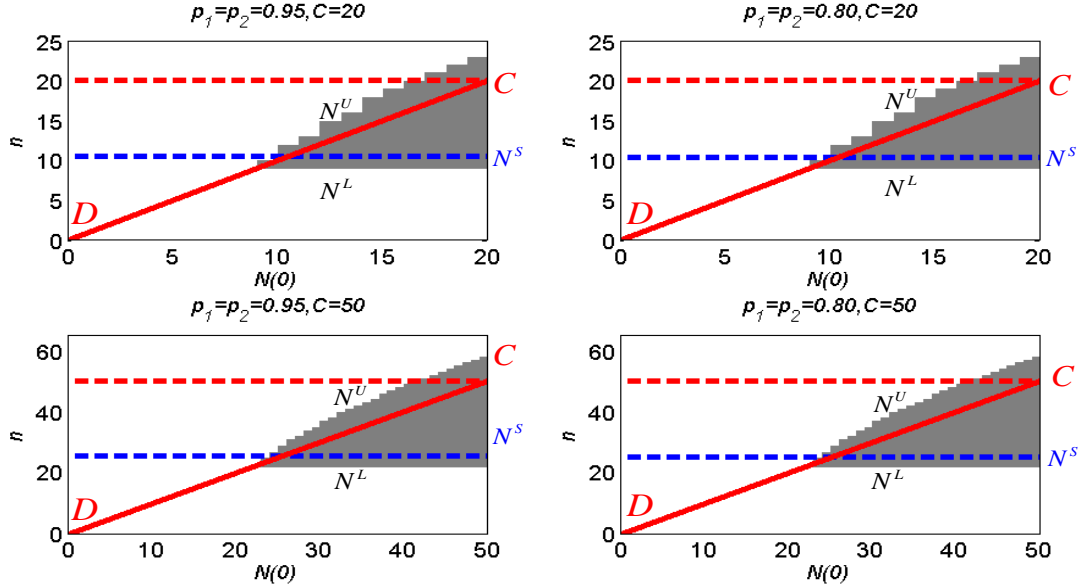 p₁=p₂=0.95,C=20
25
20
15
10
5
0
n
N^U
N^L
D
C
N^S
0 5 10 15 20
N(0)
p₁=p₂=0.80,C=20
25
20
15
10
5
0
n
N^U
N^L
D
C
N^S
0 5 10 15 20
N(0)
p₁=p₂=0.95,C=50
60
40
20
0
n
N^U
N^L
D
C
N^S
0 10 20 30 40 50
N(0)
p₁=p₂=0.80,C=50
60
40
20
0
n
N^U
N^L
D
C
N^S
0 10 20 30 40 50
N(0)